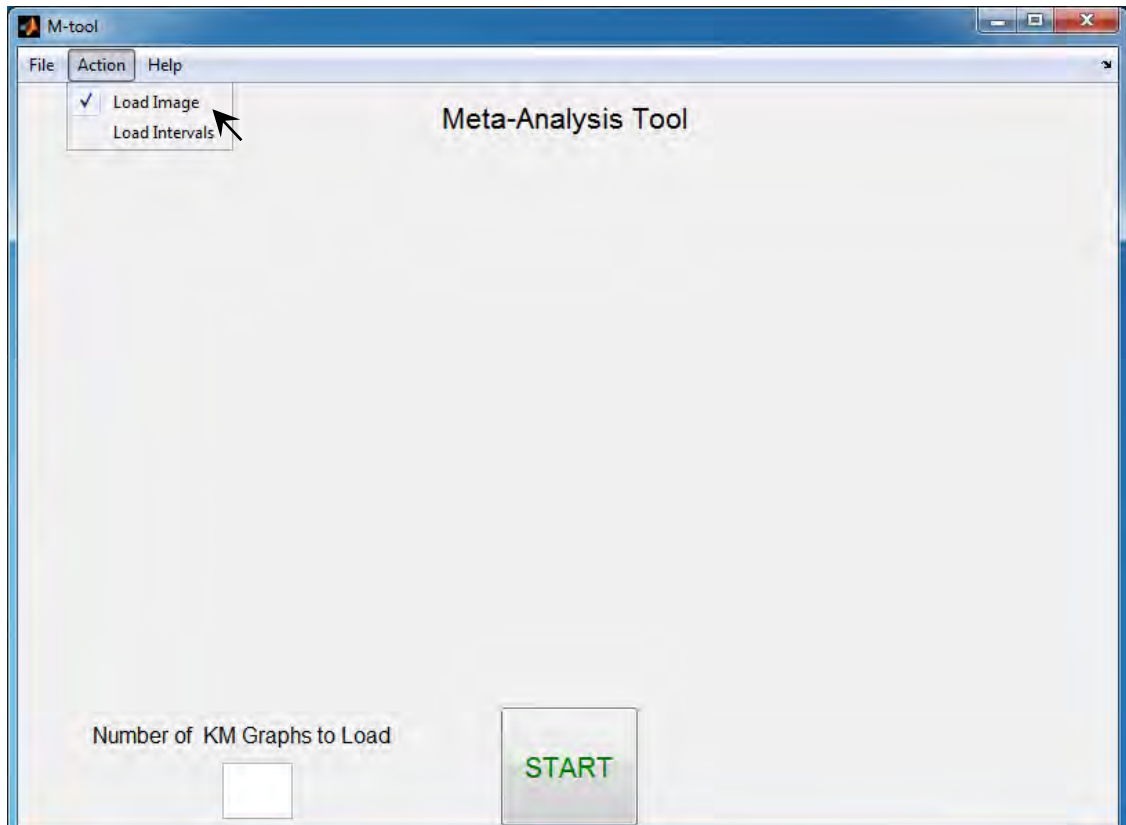 M-tool
File Action Help
Load Image
Load Intervals
Meta-Analysis Tool
Number of KM Graphs to Load
START